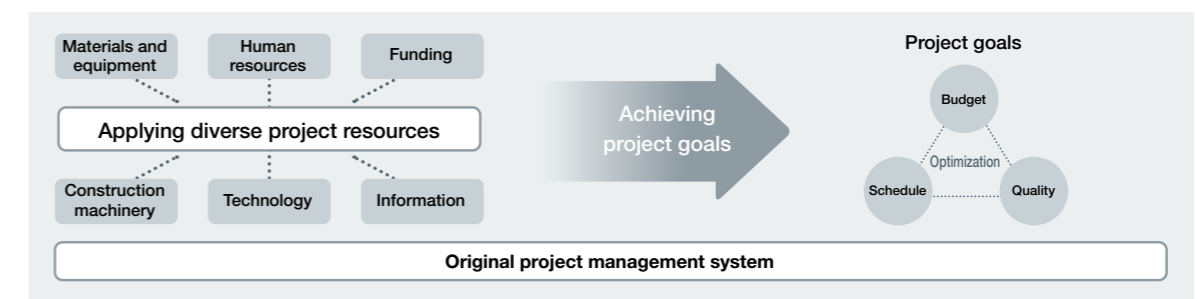 Materials and
equipment
Human
resources
Funding
Applying diverse project resources
Construction
machinery
Technology
Information
Achieving
project goals
Project goals
Budget
Optimization
Schedule
Quality
Original project management system